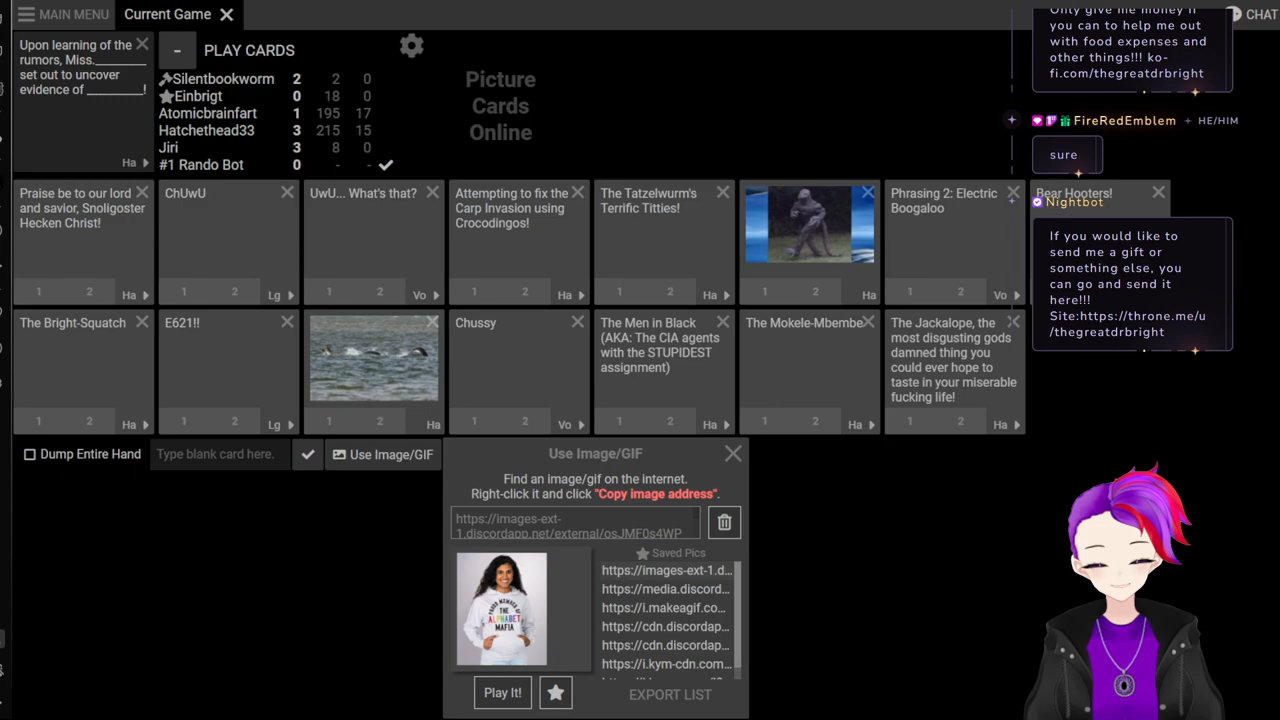 MAIN MENU
Current Game
CHAT
Upon learning of the
rumors, Miss.________
set out to uncover
evidence of ________!
Ha
-
PLAY CARDS
Silentbookworm 2 2 0
Einbrigt 0 18 0
Atomicbrainfart 1 195 17
Hatchethead33 3 215 15
Jiri 3 8 0
#1 Rando Bot 0 - -
Picture
Cards
Online
Only give me money if
you can to help me out
with food expenses and
other things!!! ko-
fi.com/thegreatdrbright
FireRedEmblem + HE/HIM
sure
Nightbot
If you would like to
send me a gift or
something else, you
can go and send it
here!!!
Site:https://throne.me/u
/thegreatdrbright
Praise be to our lord
and savior, Snoligoster
Hecken Christ!
1 2 Ha
ChUwU
1 2 Lg
UwU... What's that?
1 2 Vo
Attempting to fix the
Carp Invasion using
Crocodingos!
1 2 Ha
The Tatzelwurm's
Terrific Titties!
1 2 Ha
1 2 Ha
Phrasing 2: Electric
Boogaloo
1 2 Vo
Bear Hooters!
The Bright-Squatch
1 2 Ha
E621!!
1 2 Lg
1 2 Ha
Chussy
1 2 Vo
The Men in Black
(AKA: The CIA agents
with the STUPIDEST
assignment)
1 2 Ha
The Mokele-Mbembe
1 2 Ha
The Jackalope, the
most disgusting gods
damned thing you
could ever hope to
taste in your miserable
fucking life!
1 2 Ha
Dump Entire Hand
Type blank card here.
Use Image/GIF
Use Image/GIF
Find an image/gif on the internet.
Right-click it and click "Copy image address".
https://images-ext-
1.discordapp.net/external/osJMF0s4WP
Saved Pics
https://images-ext-1.d...
https://media.discord...
https://i.makeagif.co...
https://cdn.discordap...
https://cdn.discordap...
https://i.kym-cdn.com...
PROUD MEMBER OF
THE
ALPHABET
MAFIA
Play It!
EXPORT LIST